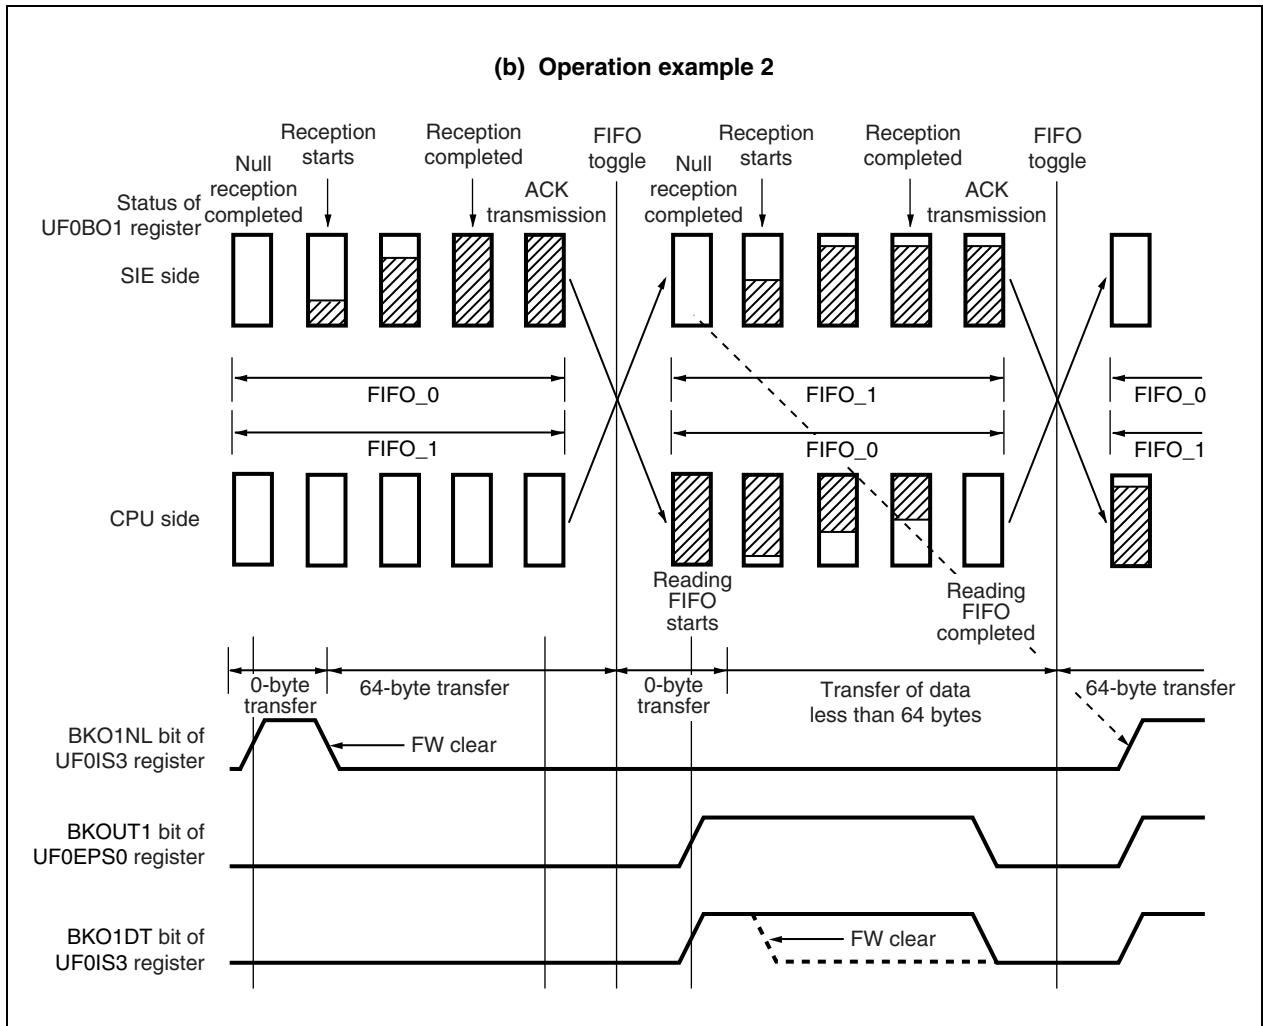 (b) Operation example 2
Status of
UF0BO1 register
Null
reception
completed
Reception
starts
Reception
completed
ACK
transmission
FIFO
toggle
Null
reception
completed
Reception
starts
Reception
completed
ACK
transmission
FIFO
toggle
SIE side
FIFO_0
FIFO_1
FIFO_0
FIFO_1
FIFO_0
FIFO_1
CPU side
Reading
FIFO
starts
Reading
FIFO
completed
0-byte
transfer
64-byte transfer
0-byte
transfer
Transfer of data
less than 64 bytes
64-byte transfer
BKO1NL bit of
UF0IS3 register
FW clear
BKOUT1 bit of
UF0EPS0 register
BKO1DT bit of
UF0IS3 register
FW clear